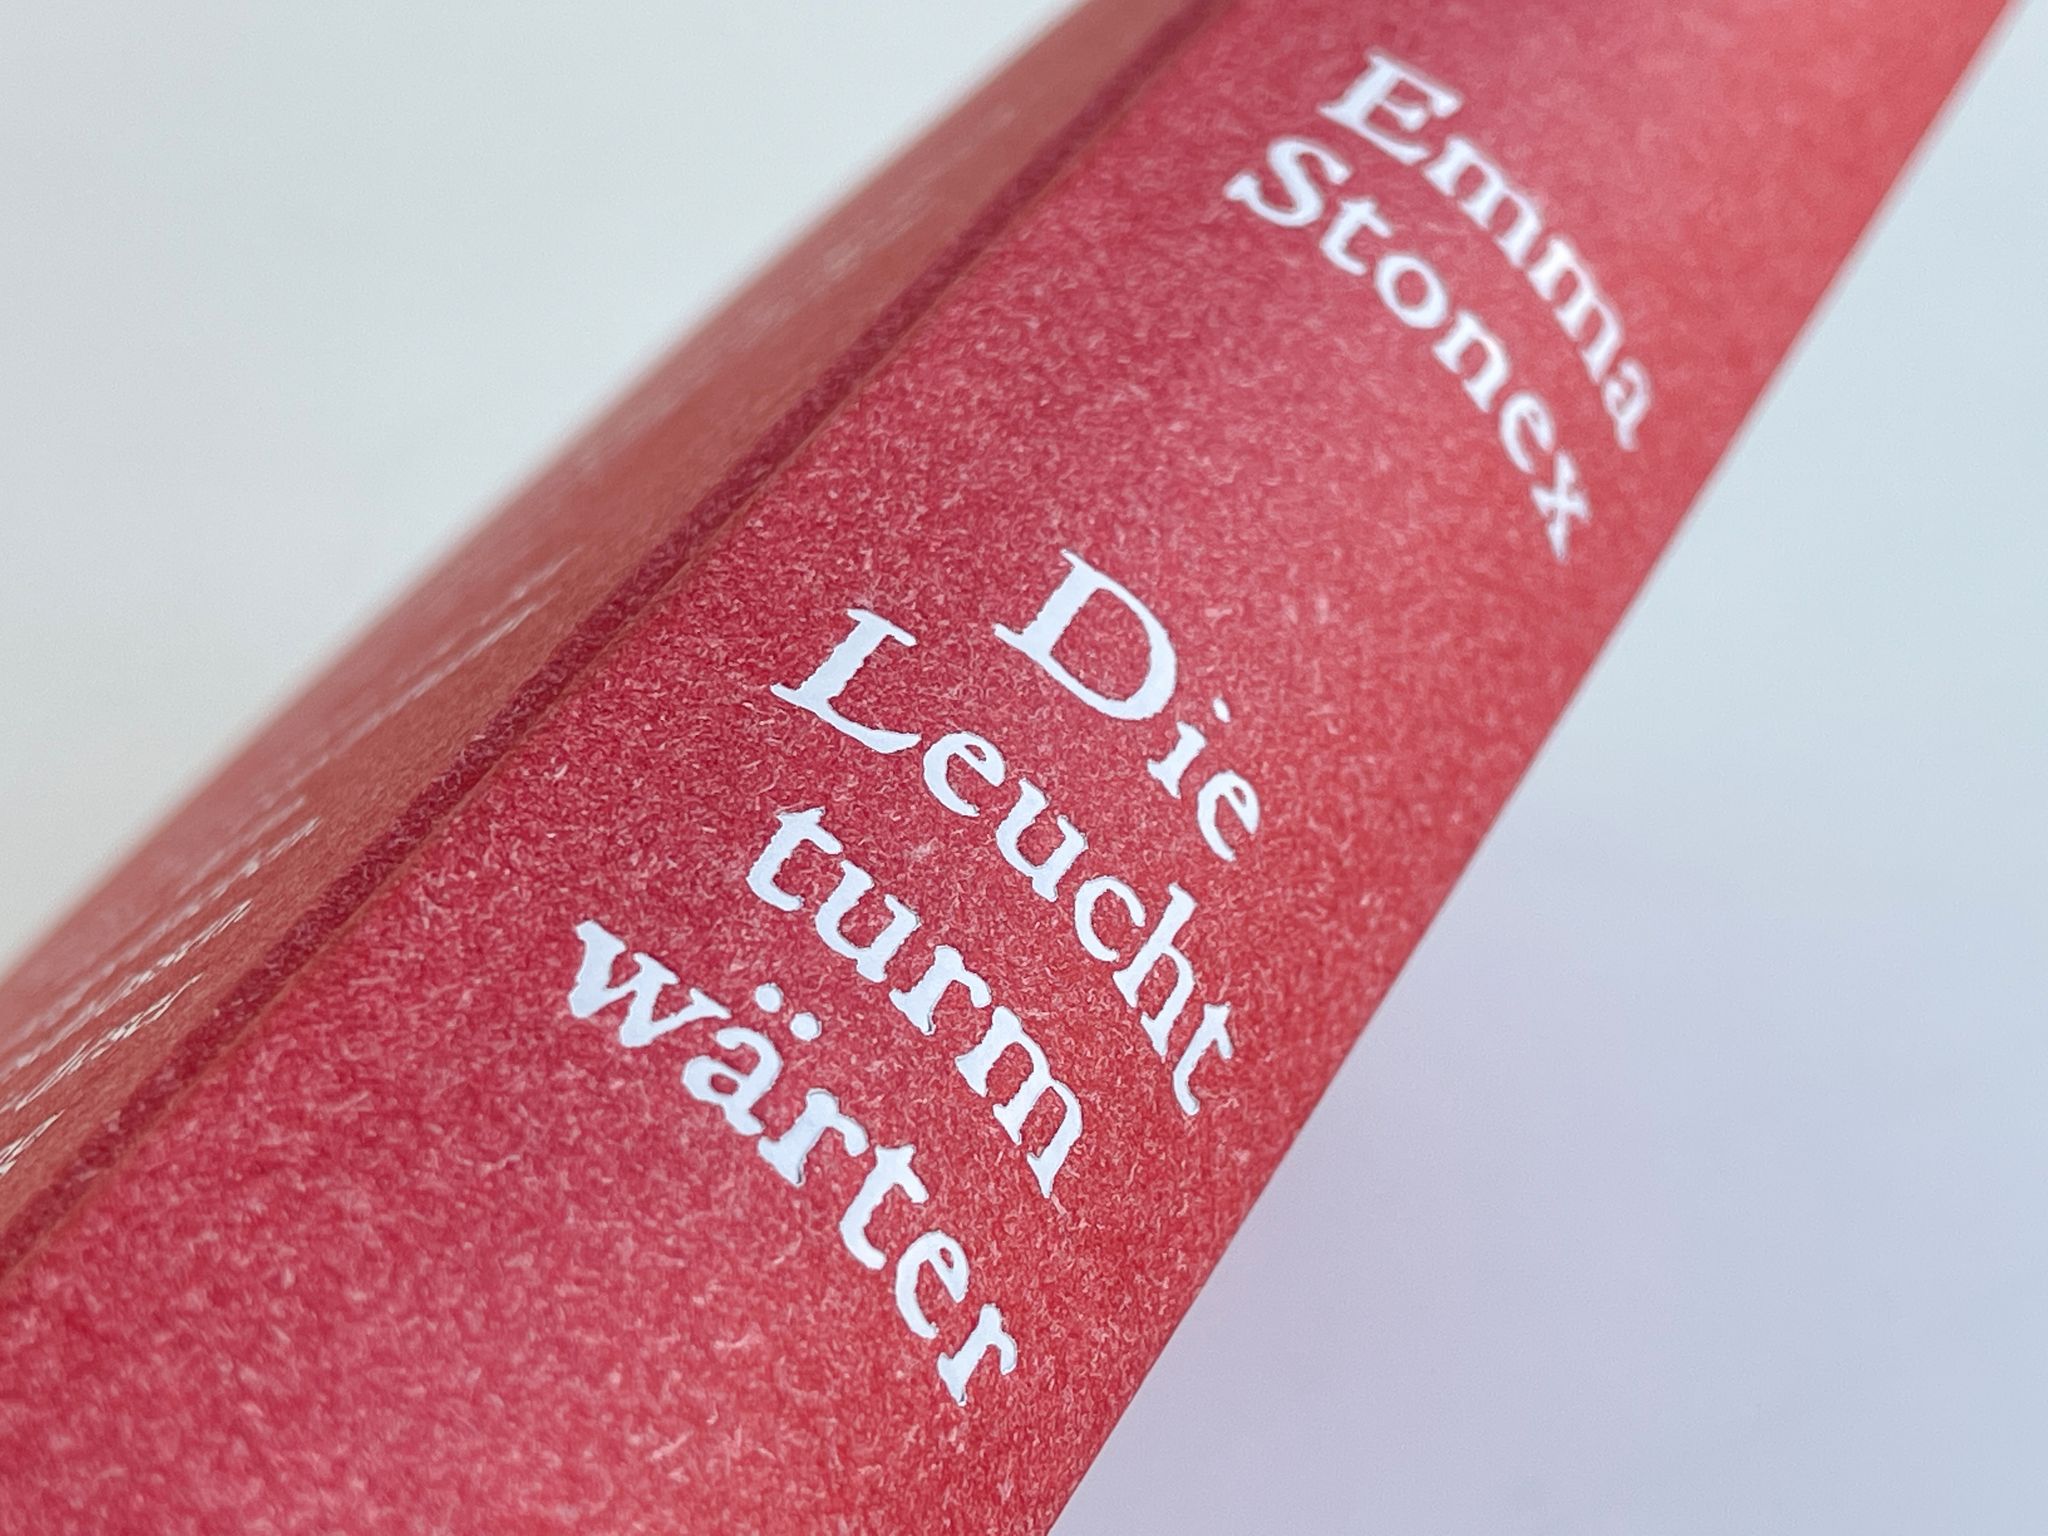 Emma
Stonex
Die
Leucht
turm
wärter